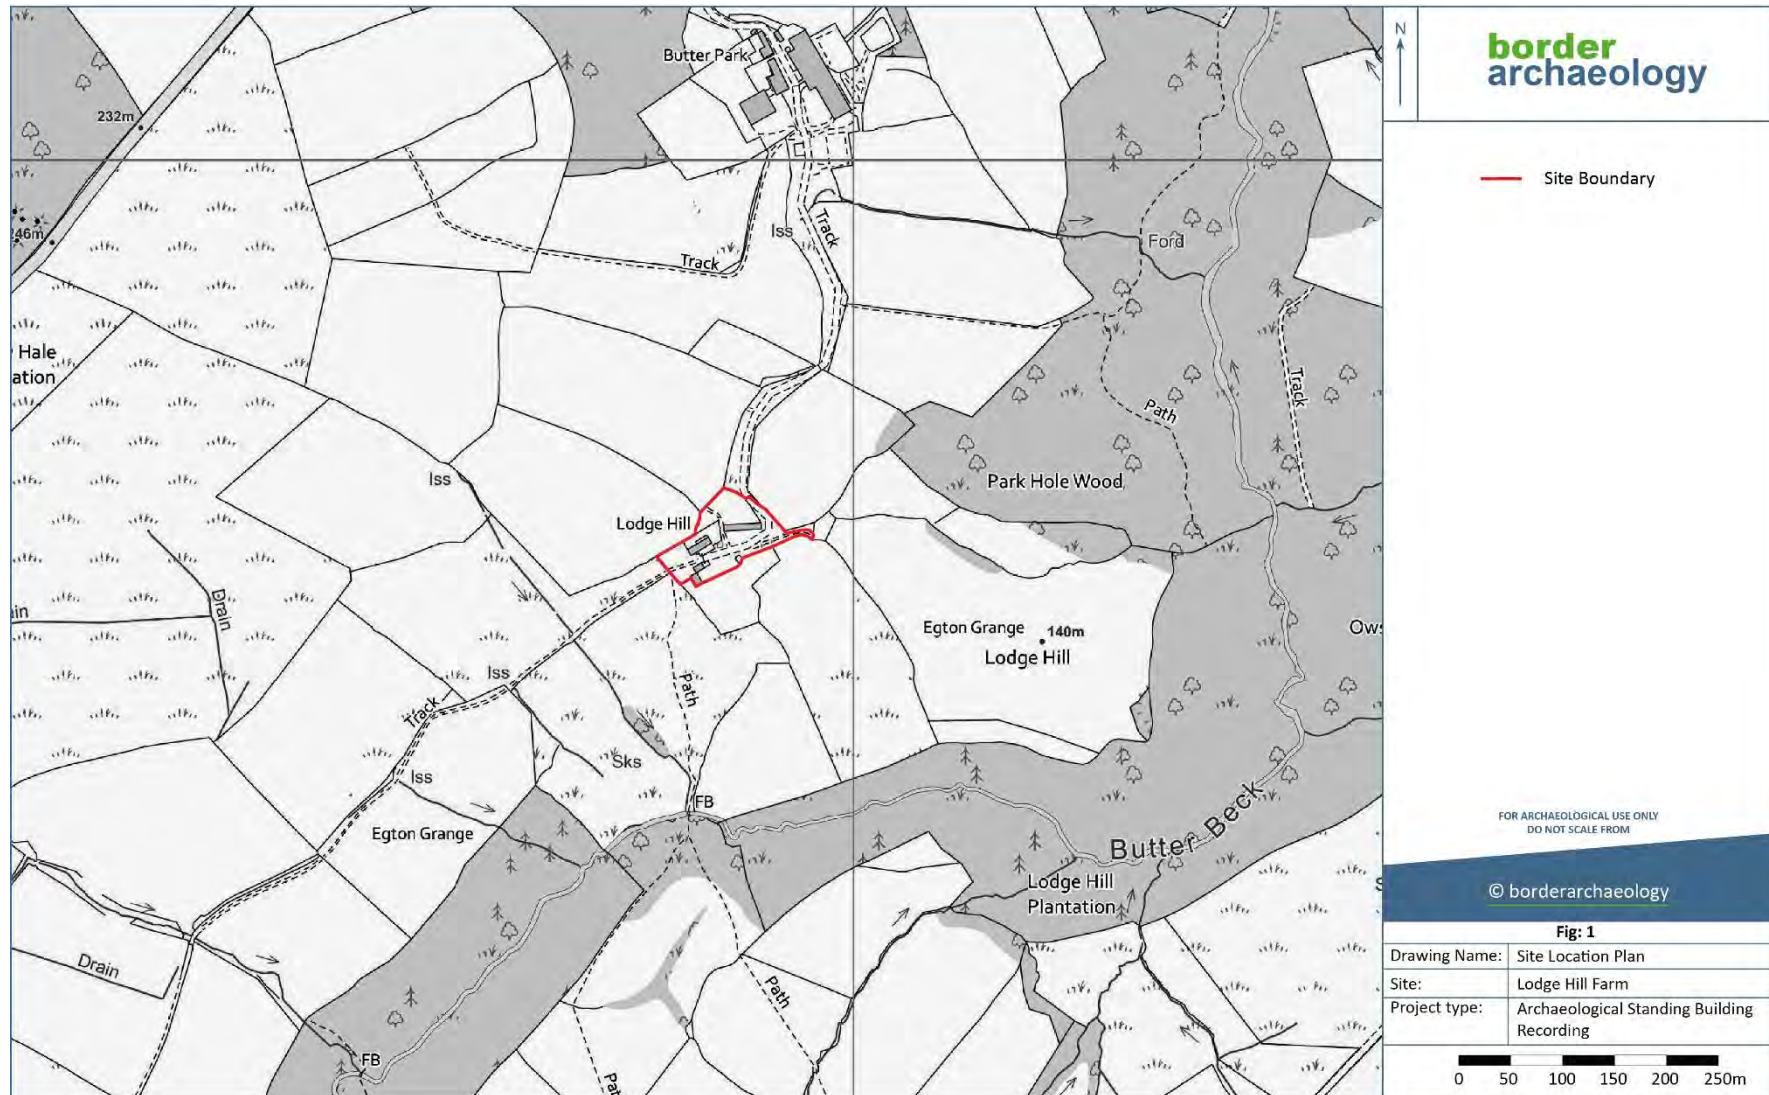 Butter Park
232m
246m
Track
Iss
Track
Ford
Hale
ation
Track
Path
Iss
Park Hole Wood
Lodge Hill
Drain
ain
Egton Grange
140m
Lodge Hill
Ows
Iss
Path
Track
Sks
Iss
FB
Egton Grange
Butter Beck
Lodge Hill
Plantation
Drain
Path
FB
Pat
N
border
archaeology
Site Boundary
FOR ARCHAEOLOGICAL USE ONLY
DO NOT SCALE FROM
© borderarchaeology
Fig: 1
Drawing Name: Site Location Plan
Site: Lodge Hill Farm
Project type: Archaeological Standing Building
Recording
0 50 100 150 200 250m